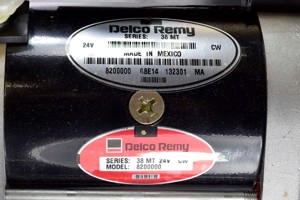 Delco Remy
SERIES: 38 MT
24V CW
MADE IN MEXICO
8200000 68E14 132301 MA
Delco Remy
SERIES: 38 MT 24V CW
MODEL: 8200000